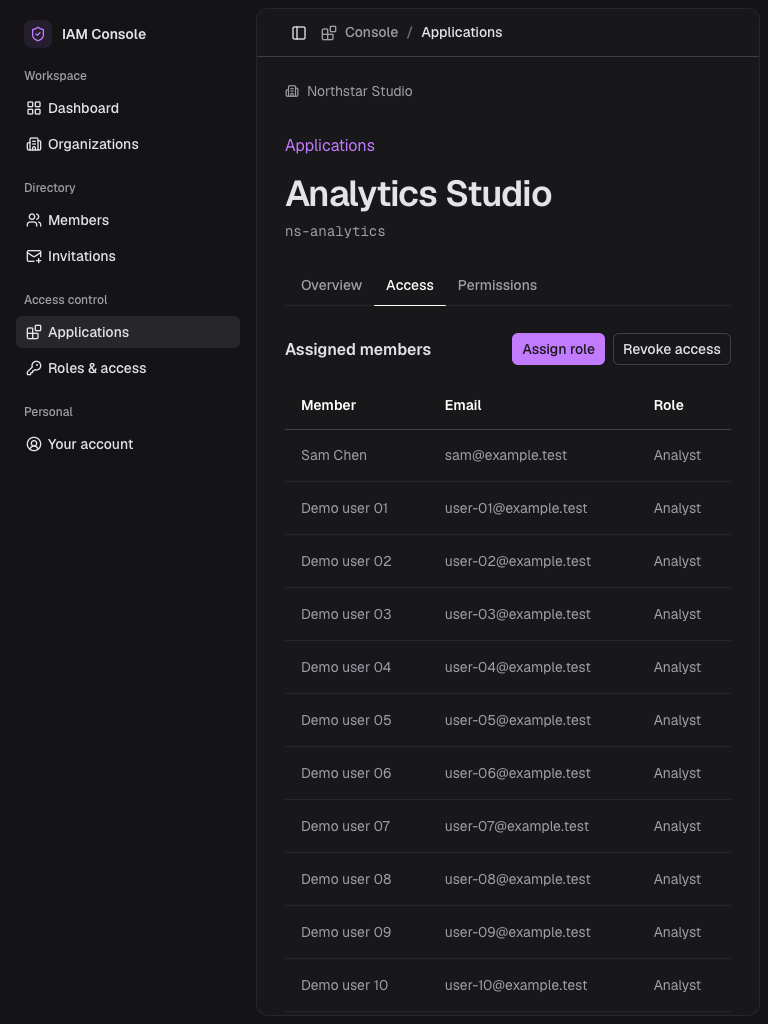 IAM Console
Workspace
Dashboard
Organizations
Directory
Members
Invitations
Access control
Applications
Roles & access
Personal
Your account
Console / Applications
Northstar Studio
Applications
Analytics Studio
ns-analytics
Overview Access Permissions
Assigned members Assign role Revoke access
Member Email Role
Sam Chen sam@example.test Analyst
Demo user 01 user-01@example.test Analyst
Demo user 02 user-02@example.test Analyst
Demo user 03 user-03@example.test Analyst
Demo user 04 user-04@example.test Analyst
Demo user 05 user-05@example.test Analyst
Demo user 06 user-06@example.test Analyst
Demo user 07 user-07@example.test Analyst
Demo user 08 user-08@example.test Analyst
Demo user 09 user-09@example.test Analyst
Demo user 10 user-10@example.test Analyst